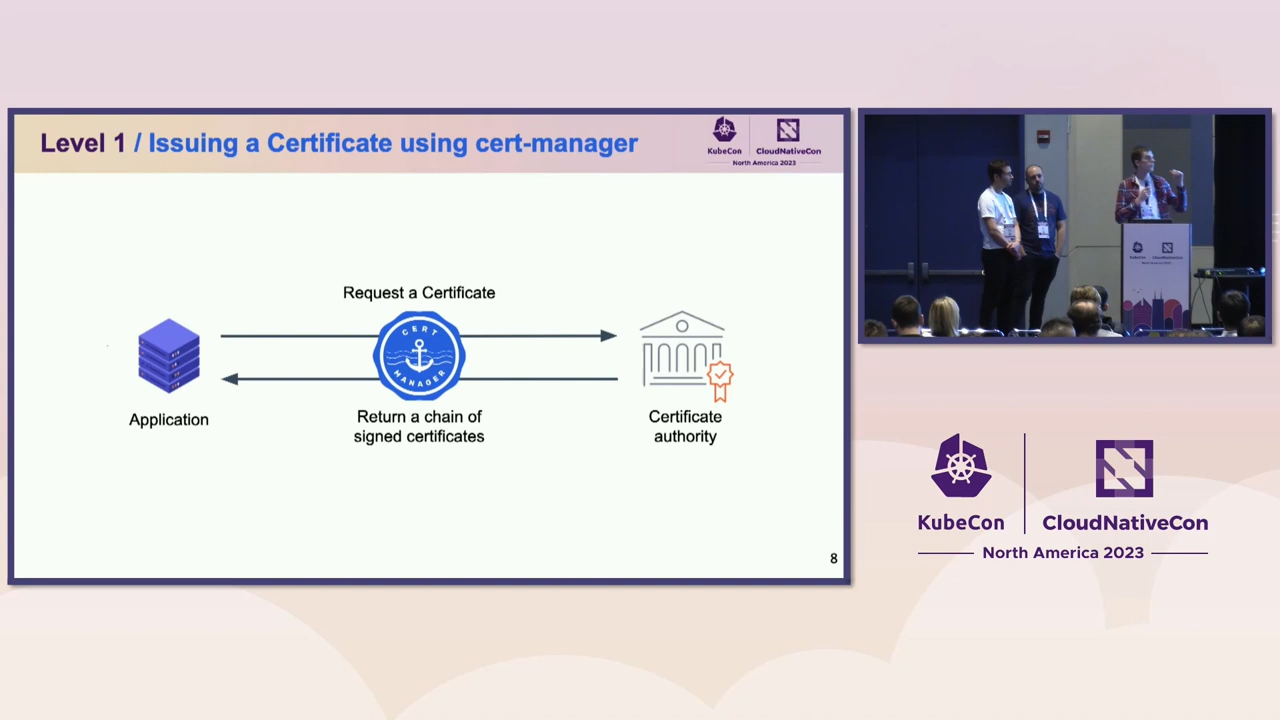 Level 1 / Issuing a Certificate using cert-manager
KubeCon
CloudNativeCon
North America 2023
Request a Certificate
CERT
MANAGER
Application
Return a chain of
signed certificates
Certificate
authority
8
KubeCon
CloudNativeCon
North America 2023